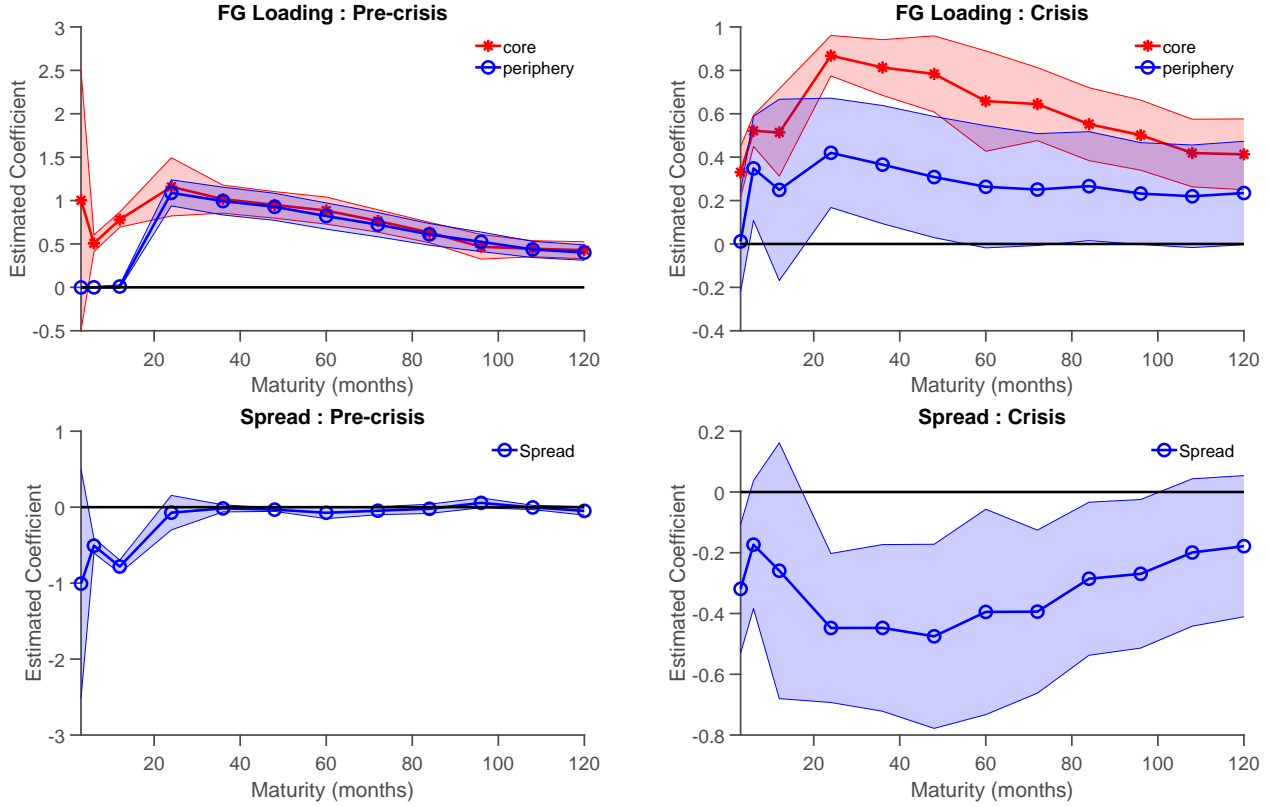 FG Loading : Pre-crisis
3
2.5
2
1.5
1
0.5
0
-0.5
Estimated Coefficient
20 40 60 80 100 120
Maturity (months)
core
periphery
FG Loading : Crisis
1
0.8
0.6
0.4
0.2
0
-0.2
-0.4
Estimated Coefficient
20 40 60 80 100 120
Maturity (months)
core
periphery
Spread : Pre-crisis
1
0
-1
-2
-3
Estimated Coefficient
20 40 60 80 100 120
Maturity (months)
Spread
Spread : Crisis
0.2
0
-0.2
-0.4
-0.6
-0.8
Estimated Coefficient
20 40 60 80 100 120
Maturity (months)
Spread